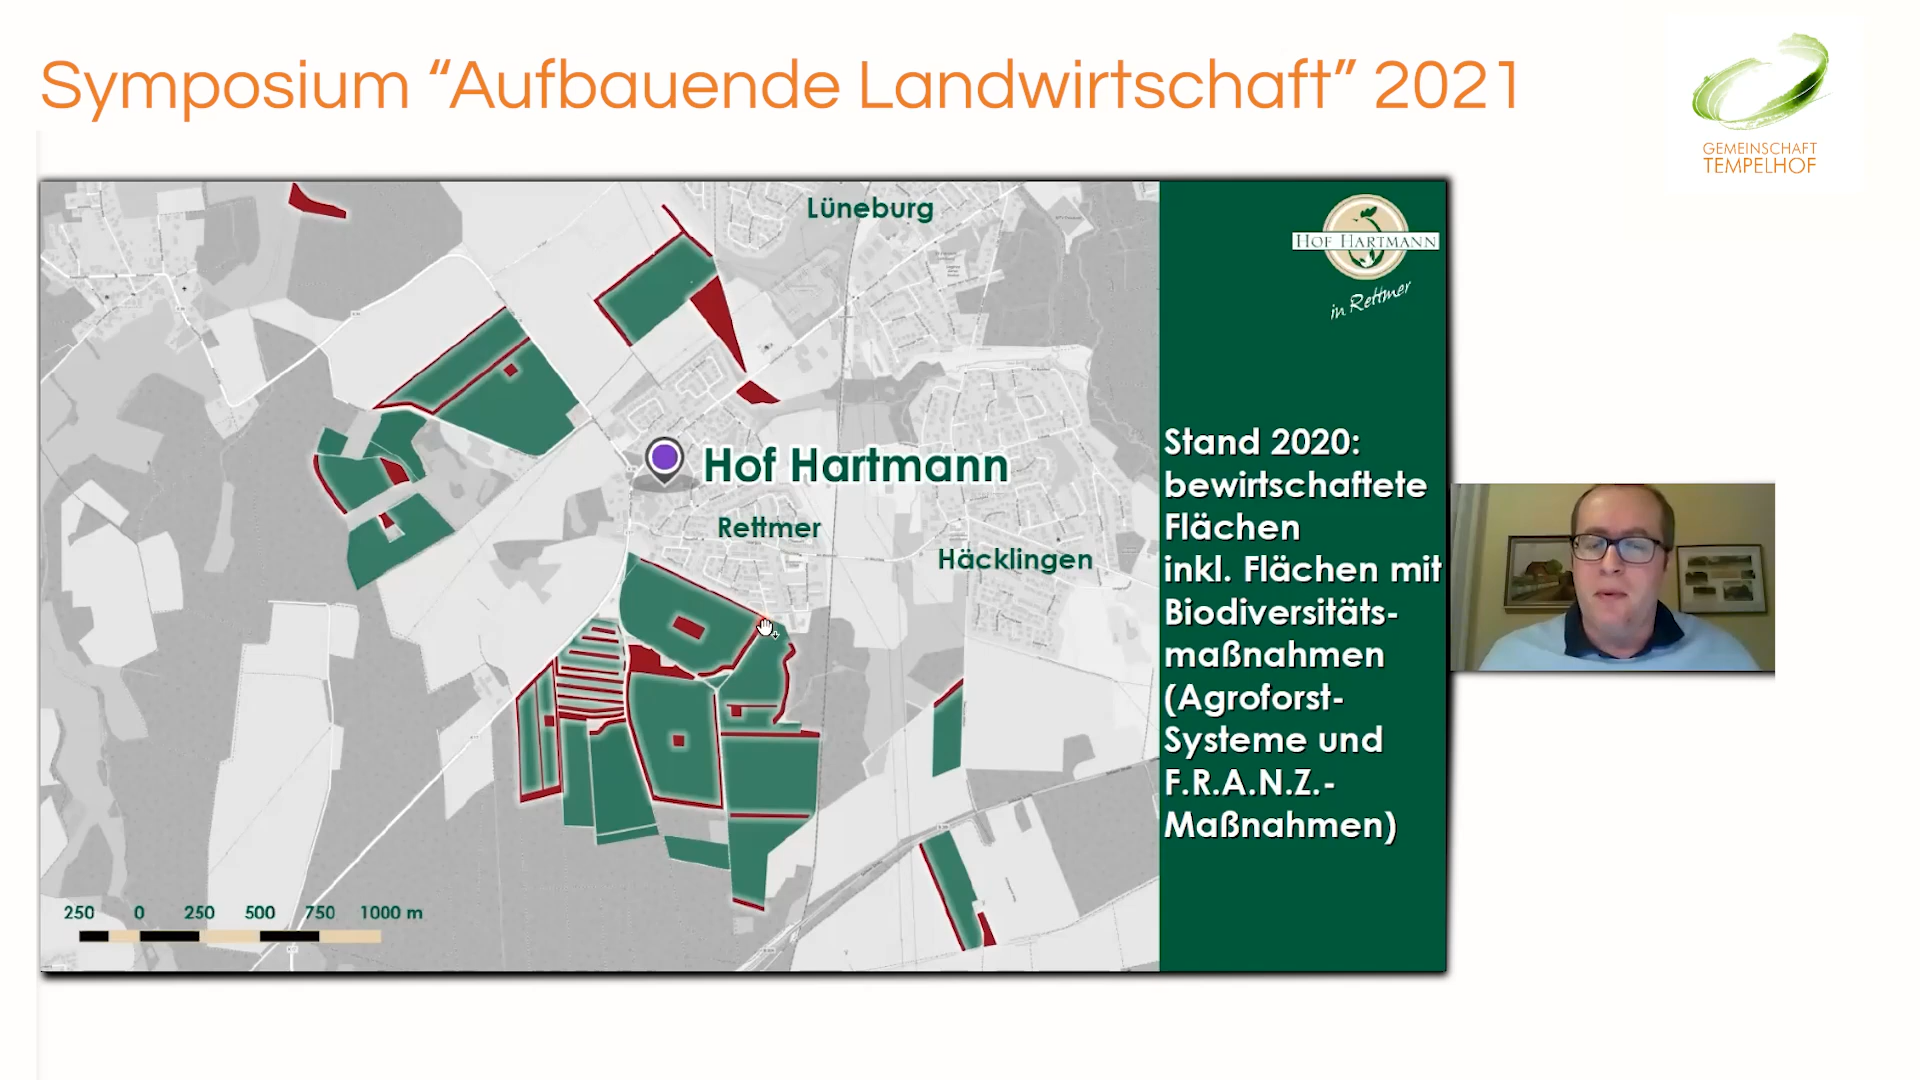 Symposium “Aufbauende Landwirtschaft” 2021
GEMEINSCHAFT
TEMPELHOF
Lüneburg
HOF HARTMANN
in Rettmer
Hof Hartmann
Rettmer
Häcklingen
Stand 2020:
bewirtschaftete
Flächen
inkl. Flächen mit
Biodiversitäts-
maßnahmen
(Agroforst-
Systeme und
F.R.A.N.Z.-
Maßnahmen)
250 0 250 500 750 1000 m